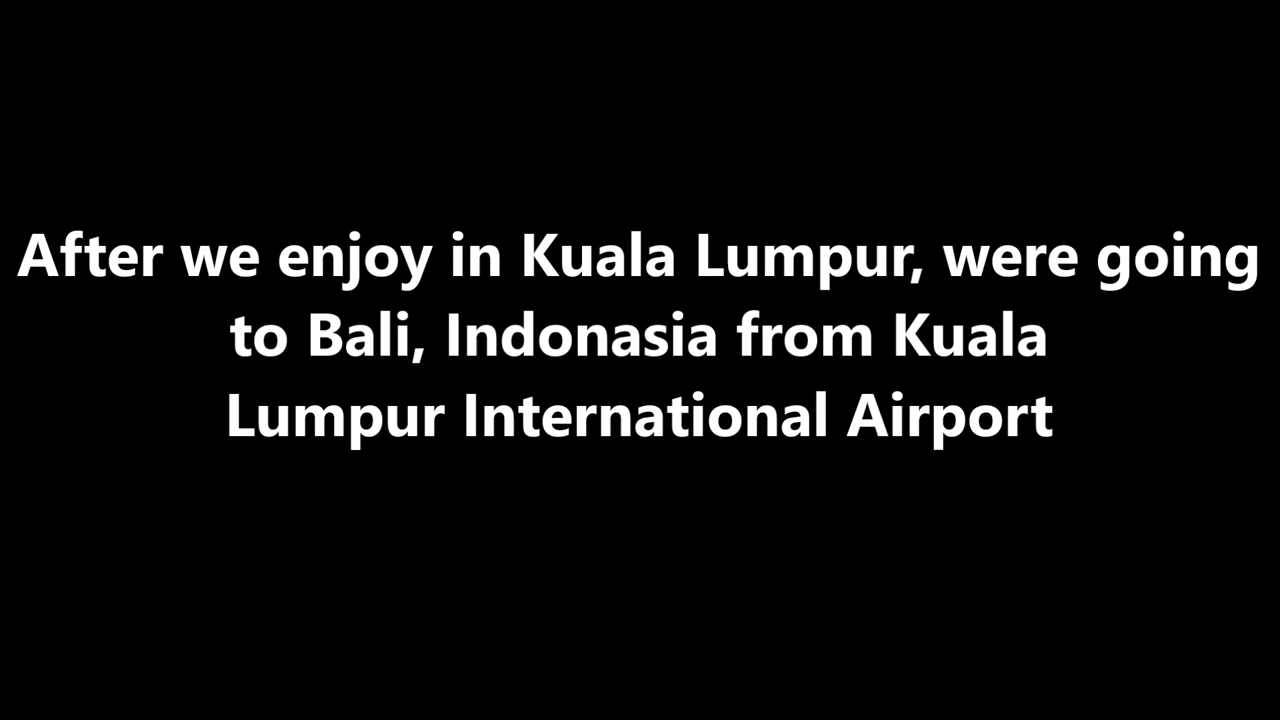 After we enjoy in Kuala Lumpur, were going
to Bali, Indonasia from Kuala
Lumpur International Airport